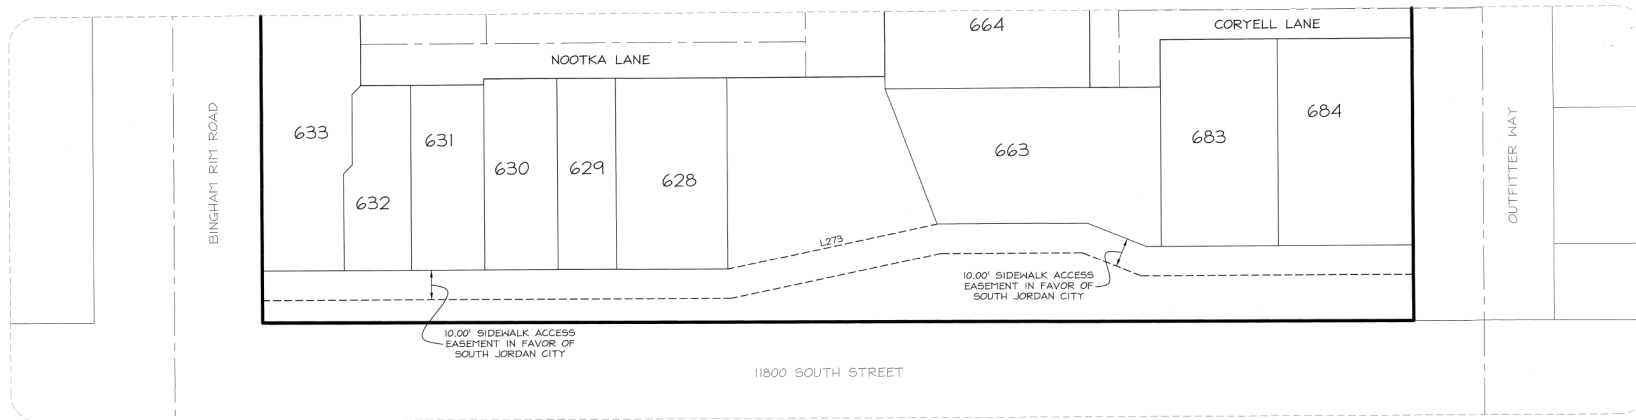 664
CORYELL LANE
NOOTKA LANE
BINGHAM RIM ROAD
633
632
631
630
629
628
663
683
684
OUTFITTER WAY
L273
10.00' SIDEWALK ACCESS
EASEMENT IN FAVOR OF
SOUTH JORDAN CITY
10.00' SIDEWALK ACCESS
EASEMENT IN FAVOR OF
SOUTH JORDAN CITY
11800 SOUTH STREET